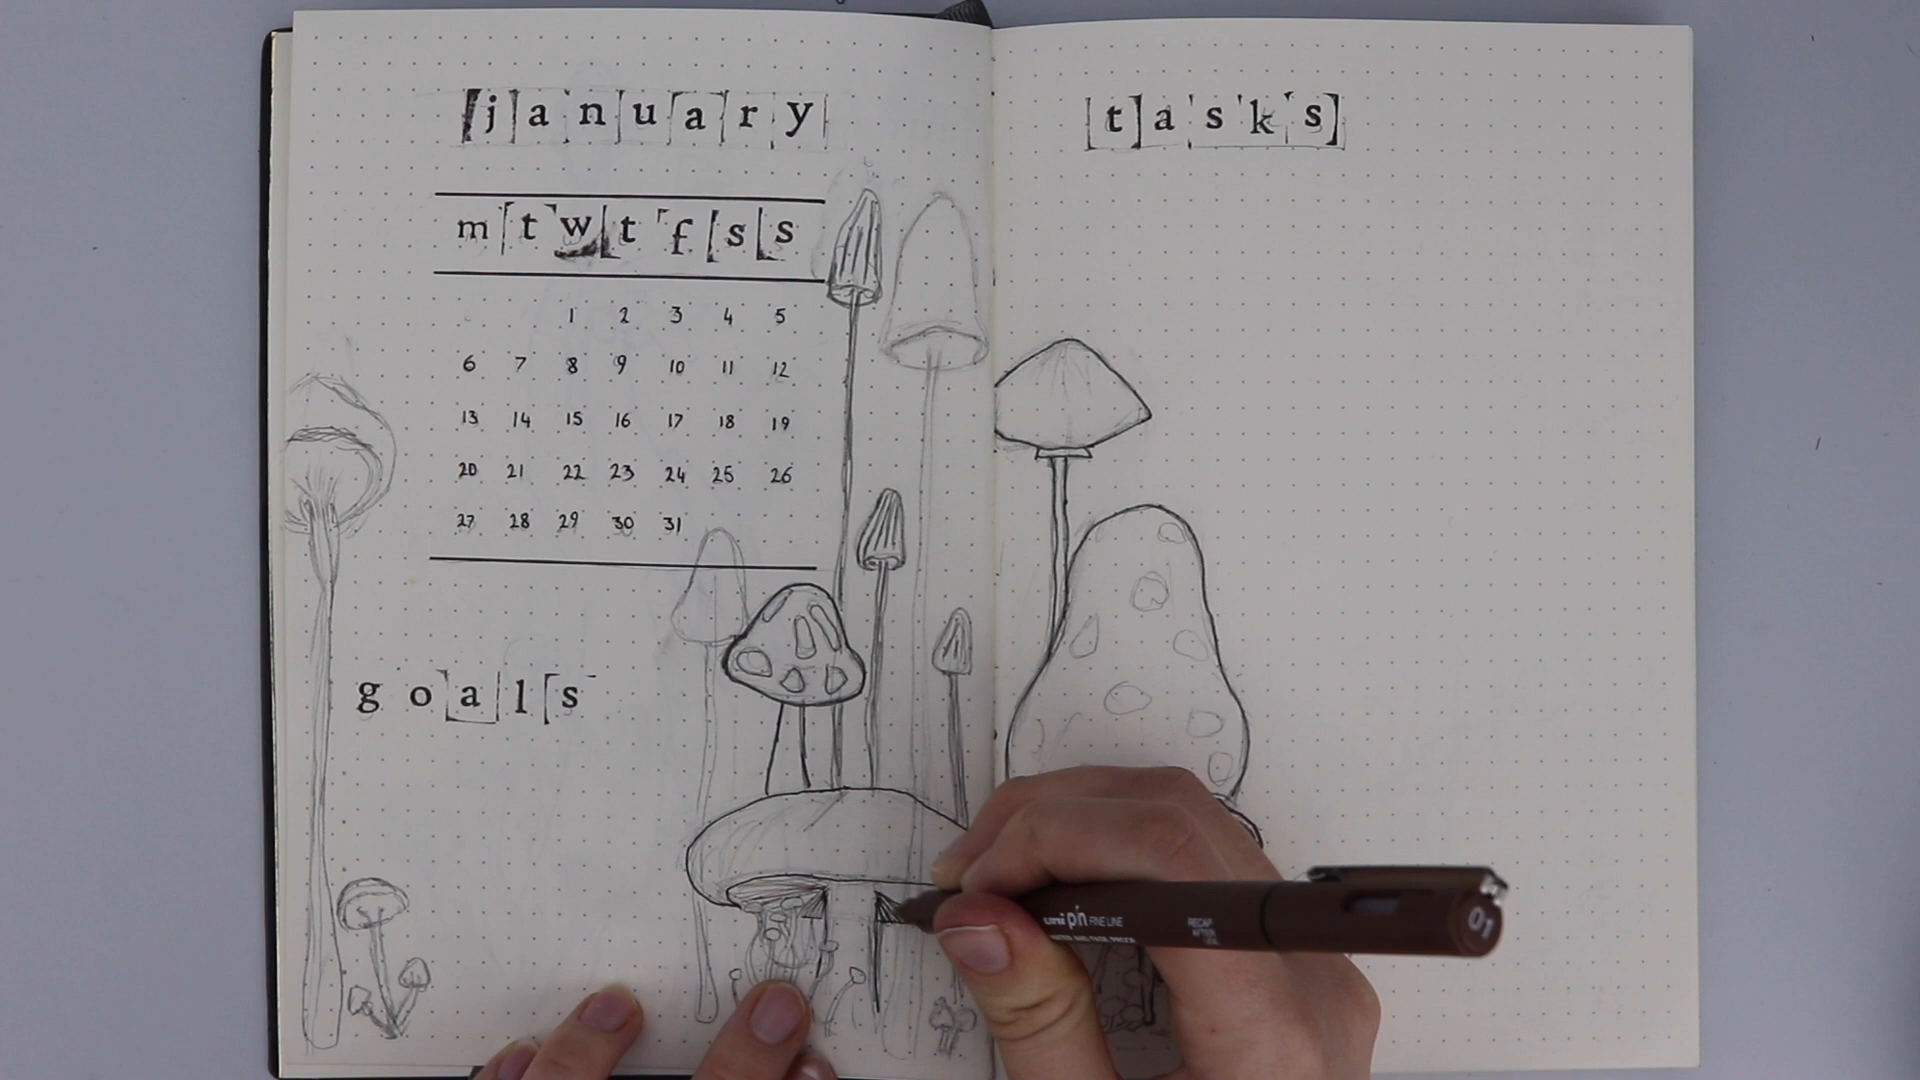 january
m t w t f s s
1 2 3 4 5
6 7 8 9 10 11 12
13 14 15 16 17 18 19
20 21 22 23 24 25 26
27 28 29 30 31
goals
tasks
uni pin FINE LINE
01